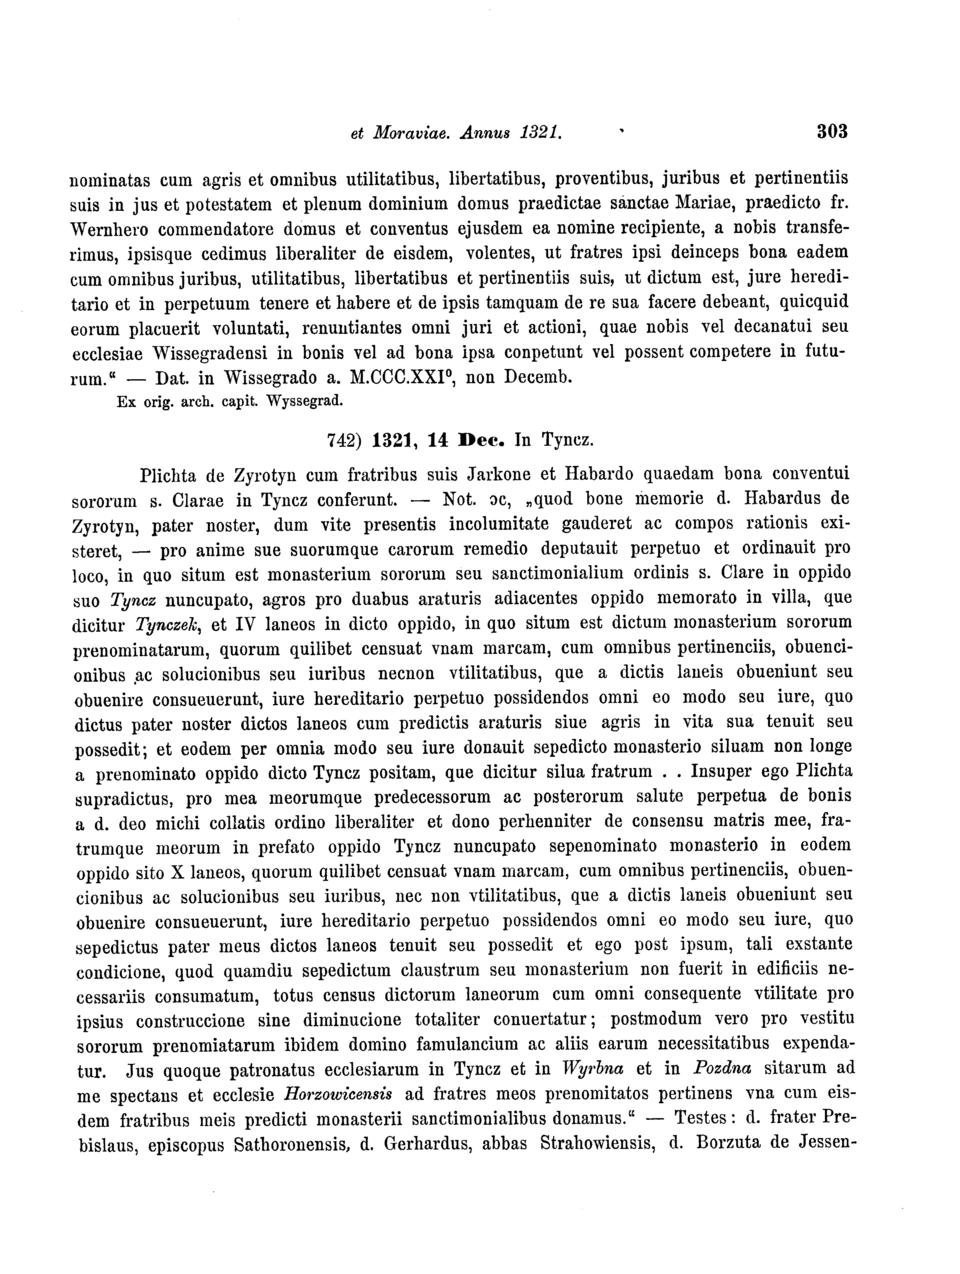 et Moraviae. Annus 1321. 303
nominatas cum agris et omnibus utilitatibus, libertatibus, proventibus, juribus et pertinentiis
suis in jus et potestatem et plenum dominium domus praedictae sanctae Mariae, praedicto fr.
Wernhero commendatore domus et conventus ejusdem ea nomine recipiente, a nobis transfe-
rimus, ipsisque cedimus liberaliter de eisdem, volentes, ut fratres ipsi deinceps bona eadem
cum omnibus juribus, utilitatibus, libertatibus et pertinentiis suis, ut dictum est, jure heredi-
tario et in perpetuum tenere et habere et de ipsis tamquam de re sua facere debeant, quicquid
eorum placuerit voluntati, renuntiantes omni juri et actioni, quae nobis vel decanatui seu
ecclesiae Wissegradensi in bonis vel ad bona ipsa conpetunt vel possent competere in futu-
rum.“ — Dat. in Wissegrado a. M.CCC.XXI⁰, non Decemb.
Ex orig. arch. capit. Wyssegrad.
742) 1321, 14 Dec. In Tyncz.
Plichta de Zyrotyn cum fratribus suis Jarkone et Habardo quaedam bona conventui
sororum s. Clarae in Tyncz conferunt. — Not. ɔc, „quod bone memorie d. Habardus de
Zyrotyn, pater noster, dum vite presentis incolumitate gauderet ac compos rationis exi-
steret, — pro anime sue suorumque carorum remedio deputauit perpetuo et ordinauit pro
loco, in quo situm est monasterium sororum seu sanctimonialium ordinis s. Clare in oppido
suo Tyncz nuncupato, agros pro duabus araturis adiacentes oppido memorato in villa, que
dicitur Tynczek, et IV laneos in dicto oppido, in quo situm est dictum monasterium sororum
prenominatarum, quorum quilibet censuat vnam marcam, cum omnibus pertinenciis, obuenci-
onibus ac solucionibus seu iuribus necnon vtilitatibus, que a dictis laneis obueniunt seu
obuenire consueuerunt, iure hereditario perpetuo possidendos omni eo modo seu iure, quo
dictus pater noster dictos laneos cum predictis araturis siue agris in vita sua tenuit seu
possedit; et eodem per omnia modo seu iure donauit sepedicto monasterio siluam non longe
a prenominato oppido dicto Tyncz positam, que dicitur silua fratrum . . Insuper ego Plichta
supradictus, pro mea meorumque predecessorum ac posterorum salute perpetua de bonis
a d. deo michi collatis ordino liberaliter et dono perhenniter de consensu matris mee, fra-
trumque meorum in prefato oppido Tyncz nuncupato sepenominato monasterio in eodem
oppido sito X laneos, quorum quilibet censuat vnam marcam, cum omnibus pertinenciis, obuen-
cionibus ac solucionibus seu iuribus, nec non vtilitatibus, que a dictis laneis obueniunt seu
obuenire consueuerunt, iure hereditario perpetuo possidendos omni eo modo seu iure, quo
sepedictus pater meus dictos laneos tenuit seu possedit et ego post ipsum, tali exstante
condicione, quod quamdiu sepedictum claustrum seu monasterium non fuerit in edificiis ne-
cessariis consumatum, totus census dictorum laneorum cum omni consequente vtilitate pro
ipsius construccione sine diminucione totaliter conuertatur; postmodum vero pro vestitu
sororum prenomiatarum ibidem domino famulancium ac aliis earum necessitatibus expenda-
tur. Jus quoque patronatus ecclesiarum in Tyncz et in Wyrbna et in Pozdna sitarum ad
me spectans et ecclesie Horzowicensis ad fratres meos prenomitatos pertinens vna cum eis-
dem fratribus meis predicti monasterii sanctimonialibus donamus.“ — Testes: d. frater Pre-
bislaus, episcopus Sathoronensis, d. Gerhardus, abbas Strahowiensis, d. Borzuta de Jessen-